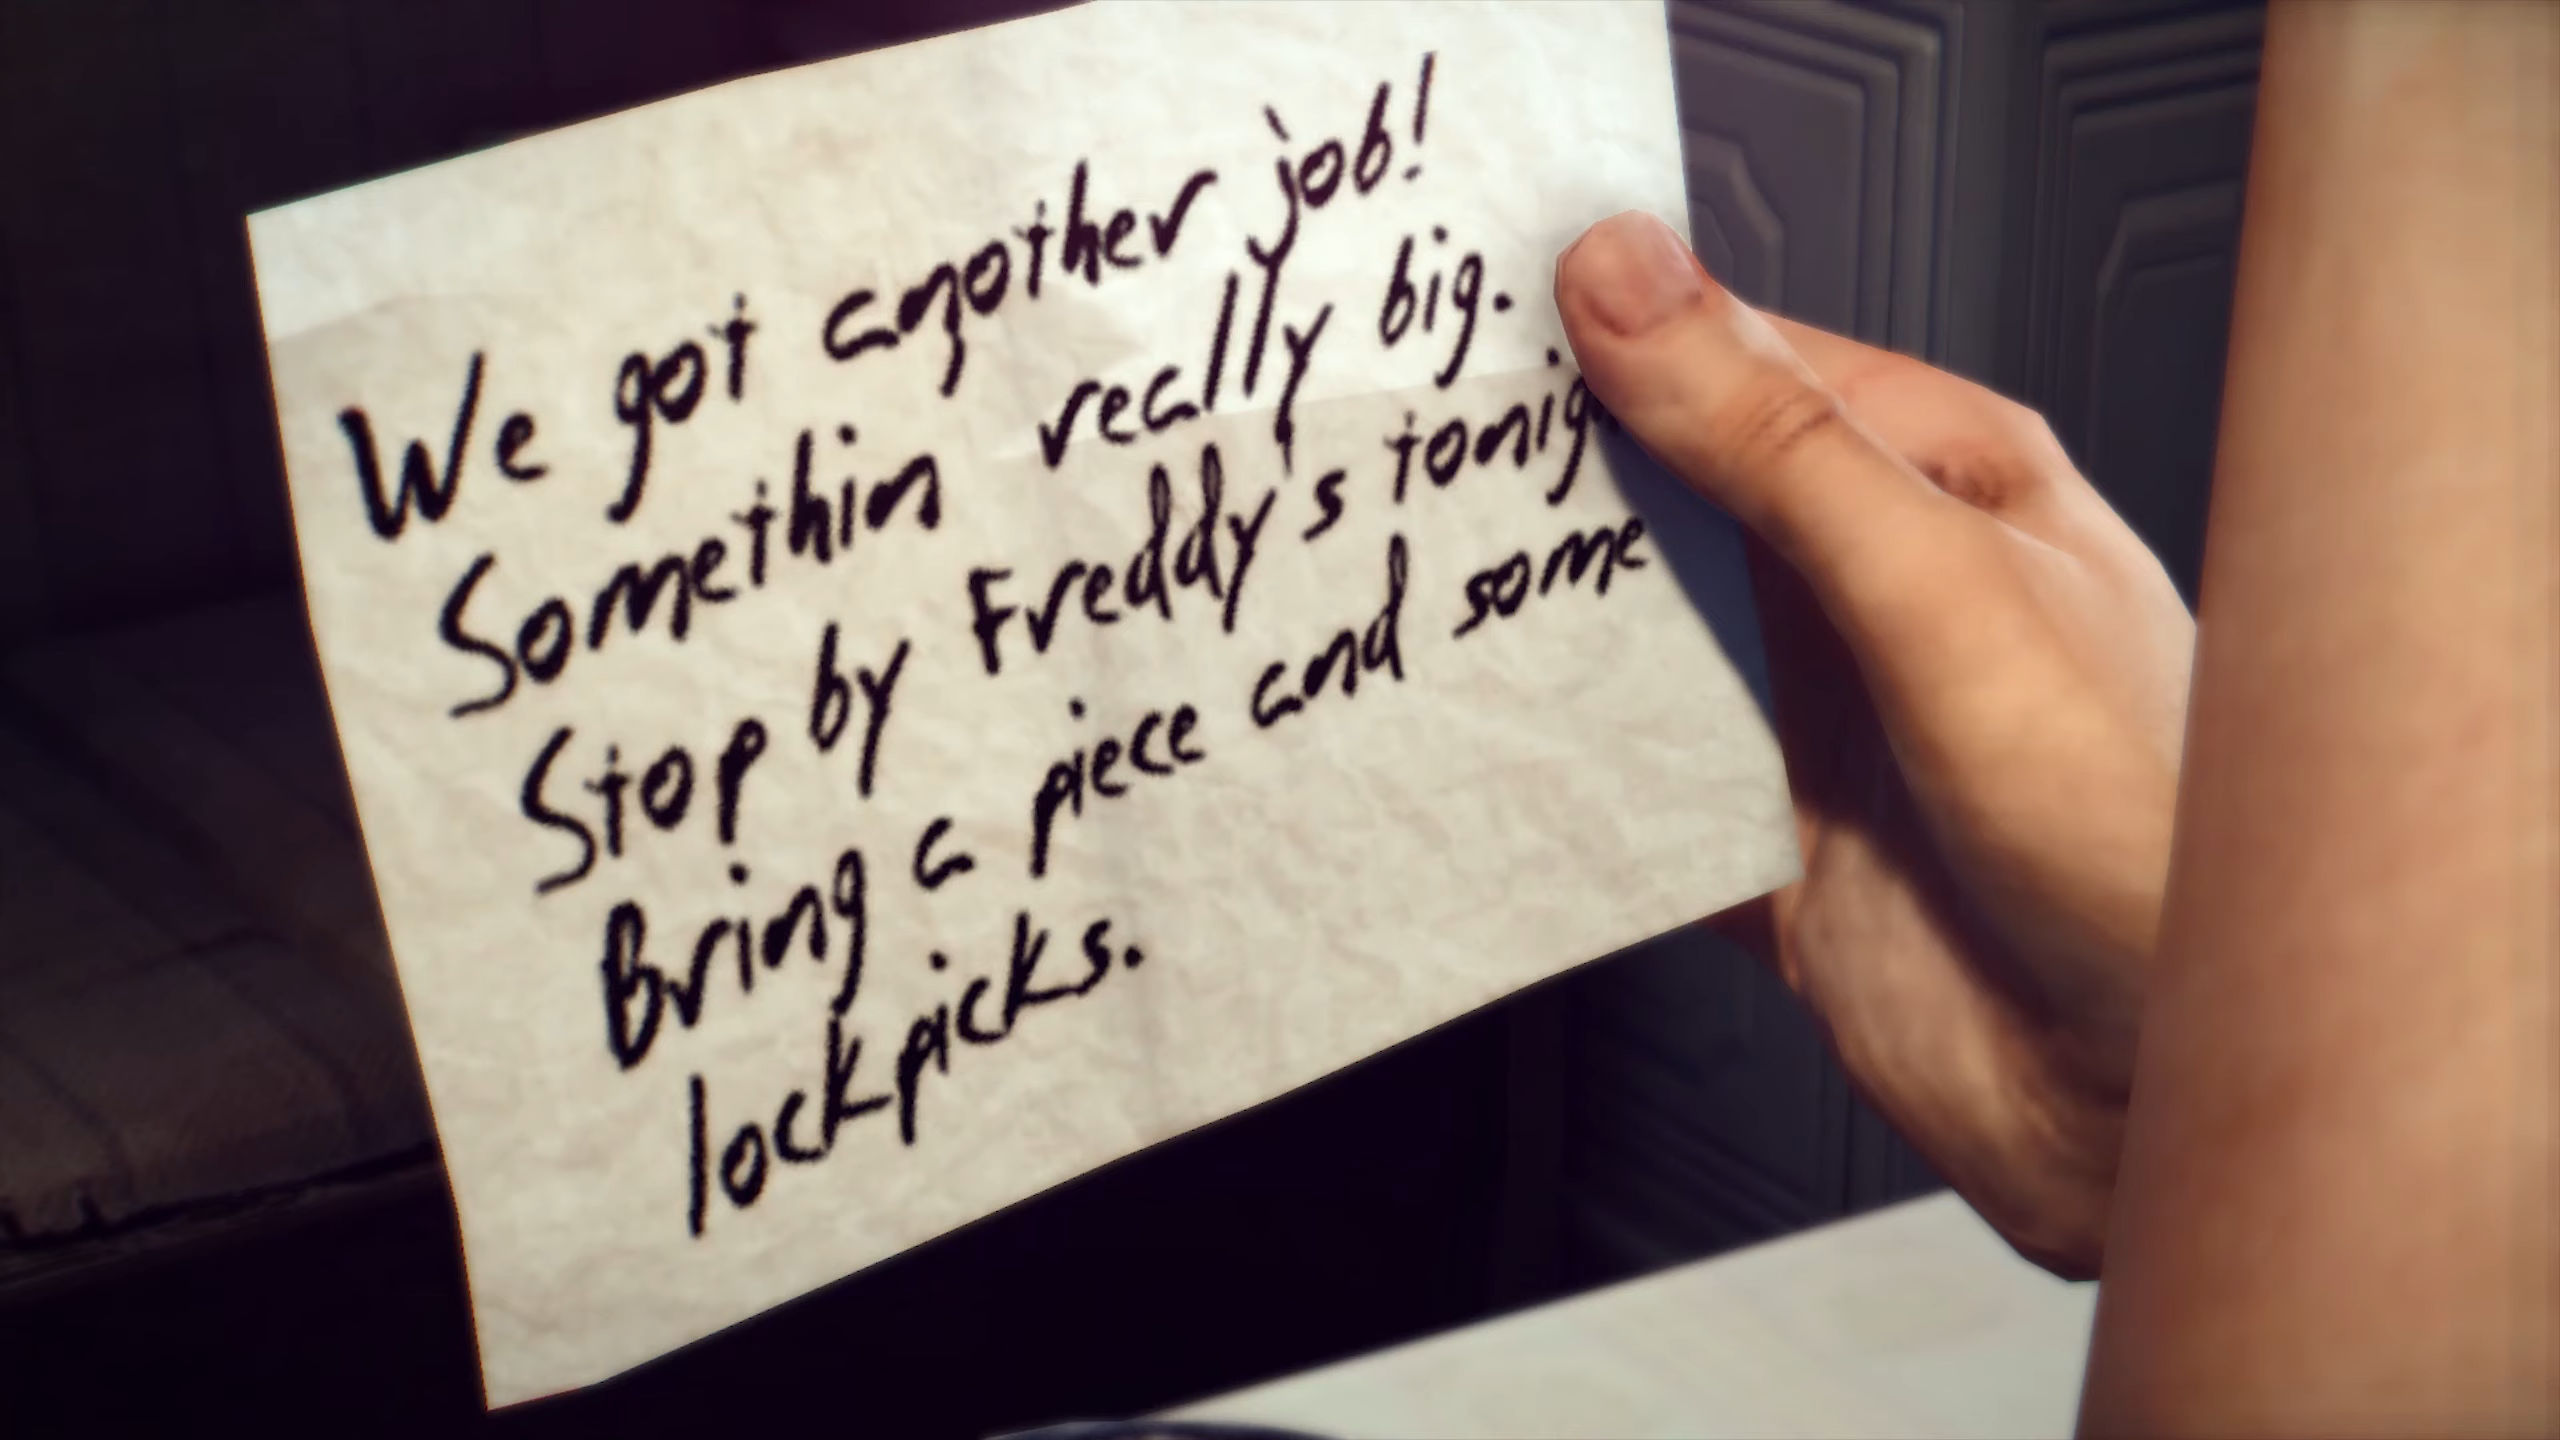 We got another job!
Somethin really big.
Stop by Freddy's tonig
Bring a piece and some
lockpicks.